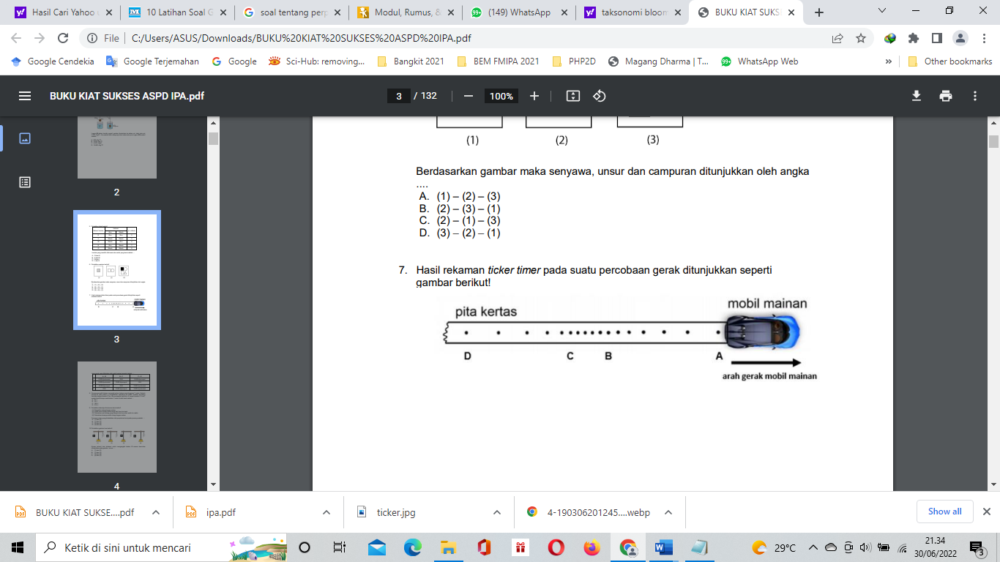 Hasil Cari Yahoo
10 Latihan Soal G
soal tentang perp
Modul, Rumus, &
(149) WhatsApp
taksonomi bloom
BUKU KIAT SUKS
File
C:/Users/ASUS/Downloads/BUKU%20KIAT%20SUKSES%20ASPD%20IPA.pdf
Google Cendekia
Google Terjemahan
Google
Sci-Hub: removing...
Bangkit 2021
BEM FMIPA 2021
PHP2D
Magang Dharma | T...
99+
WhatsApp Web
»
Other bookmarks
BUKU KIAT SUKSES ASPD IPA.pdf
3 / 132
100%
2
3
4
(1)
(2)
(3)
Berdasarkan gambar maka senyawa, unsur dan campuran ditunjukkan oleh angka
....
A. (1) – (2) – (3)
B. (2) – (3) – (1)
C. (2) – (1) – (3)
D. (3) – (2) – (1)
7. Hasil rekaman ticker timer pada suatu percobaan gerak ditunjukkan seperti
gambar berikut!
mobil mainan
pita kertas
D
C
B
A
arah gerak mobil mainan
BUKU KIAT SUKSE....pdf
ipa.pdf
ticker.jpg
4-190306201245....webp
Show all
Ketik di sini untuk mencari
29°C
21.34
30/06/2022
3